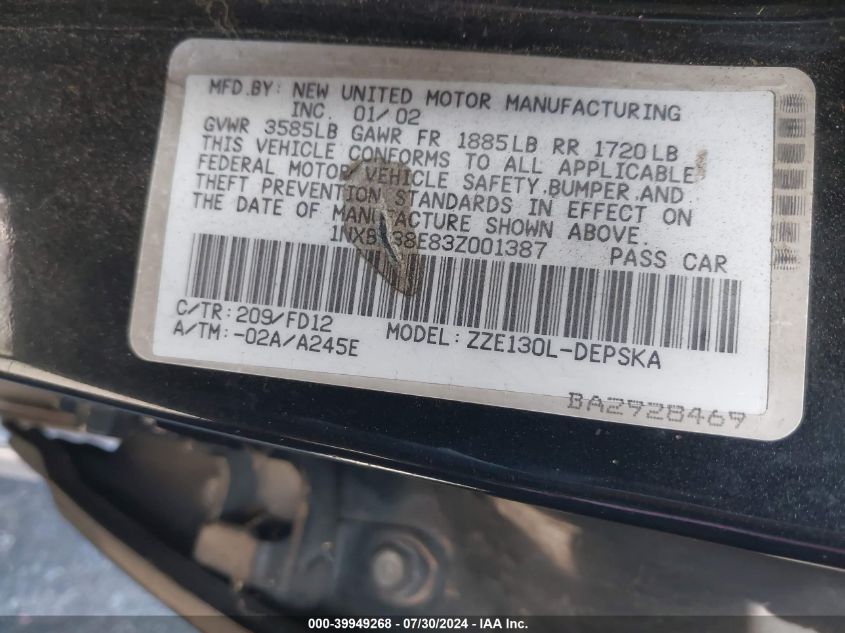 MFD.BY: NEW UNITED MOTOR MANUFACTURING
INC. 01/02
GVWR 3585LB GAWR FR 1885LB RR 1720LB
THIS VEHICLE CONFORMS TO ALL APPLICABLE
FEDERAL MOTOR VEHICLE SAFETY,BUMPER,AND
THEFT PREVENTION STANDARDS IN EFFECT ON
THE DATE OF MANUFACTURE SHOWN ABOVE.
PASS CAR
C/TR: 209/FD12
A/TM: -02A/A245E MODEL: ZZE130L-DEPSKA
BA2928469
000-39949268 - 07/30/2024 - IAA Inc.